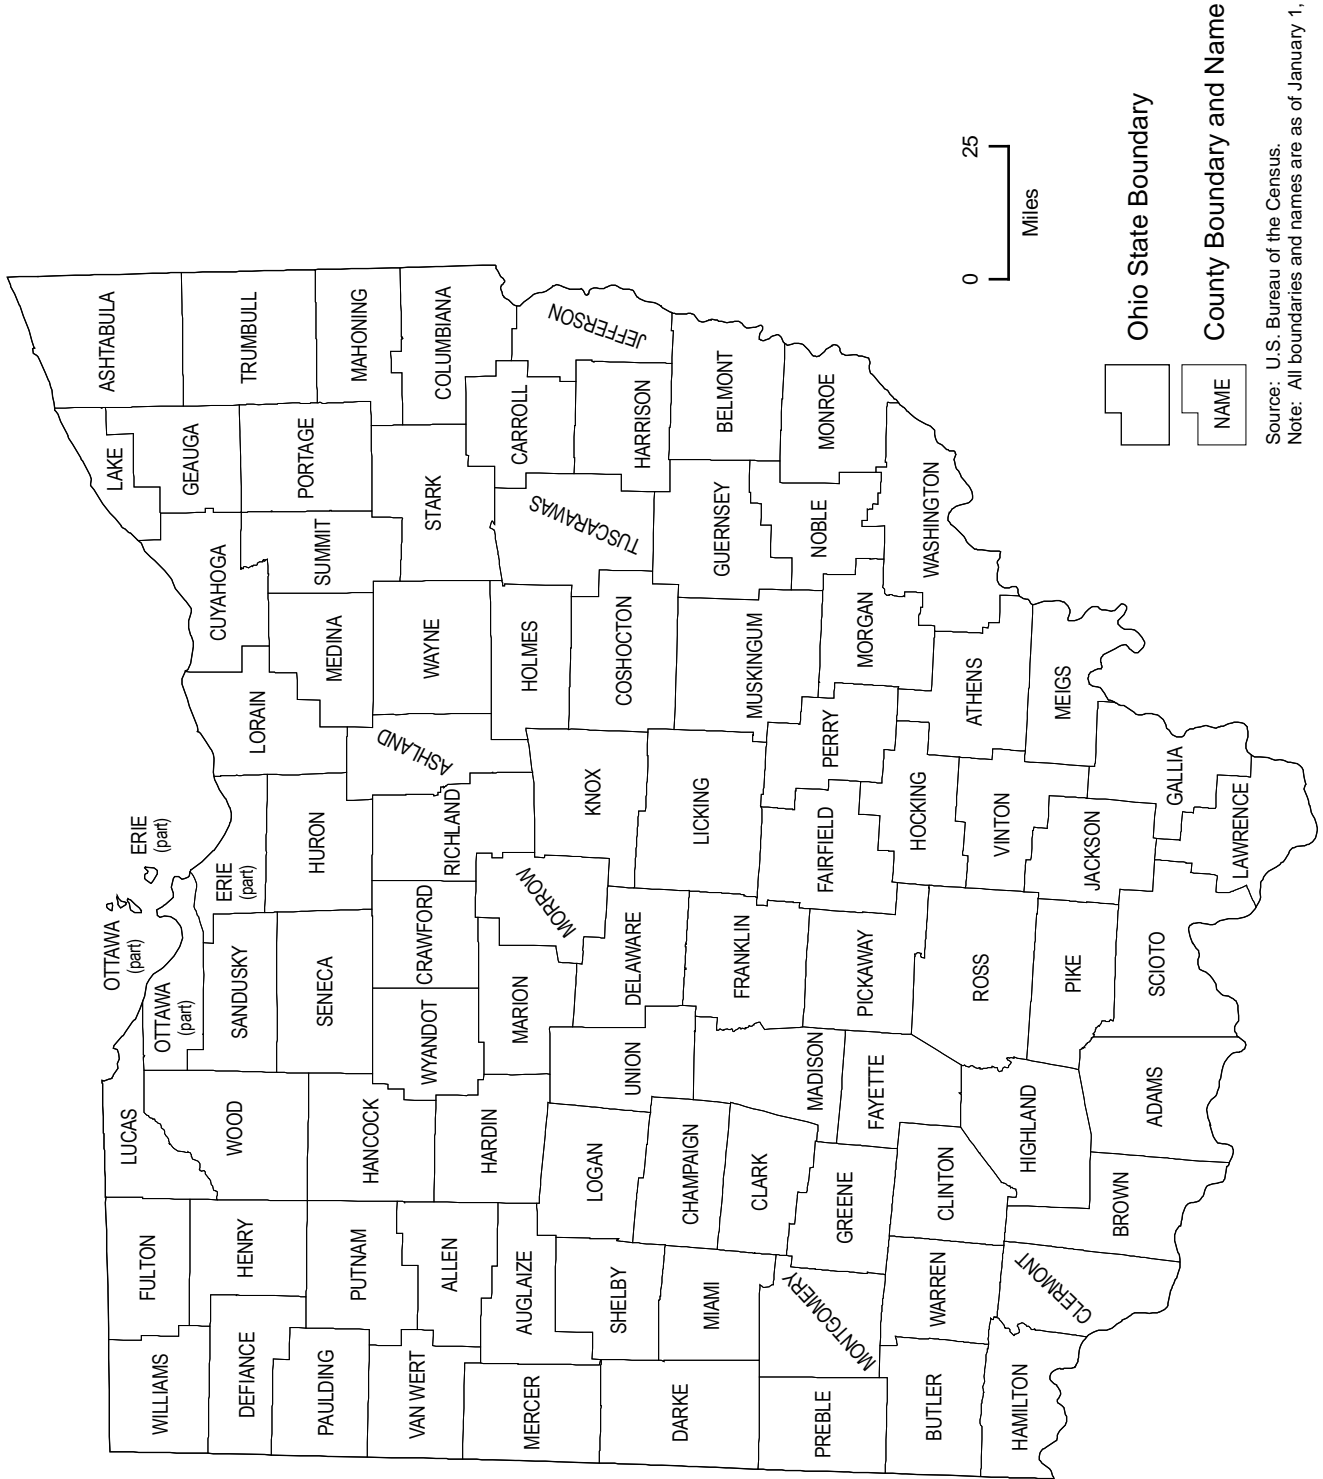 WILLIAMS
FULTON
LUCAS
OTTAWA
(part)
ERIE
(part)
LAKE
ASHTABULA
DEFIANCE
HENRY
WOOD
OTTAWA
(part)
SANDUSKY
ERIE
(part)
LORAIN
CUYAHOGA
GEAUGA
TRUMBULL
PAULDING
PUTNAM
HANCOCK
SENECA
HURON
MEDINA
SUMMIT
PORTAGE
MAHONING
VAN WERT
ALLEN
WYANDOT
CRAWFORD
RICHLAND
ASHLAND
WAYNE
STARK
COLUMBIANA
MERCER
AUGLAIZE
HARDIN
MARION
MORROW
HOLMES
TUSCARAWAS
CARROLL
JEFFERSON
SHELBY
LOGAN
UNION
DELAWARE
KNOX
COSHOCTON
HARRISON
DARKE
MIAMI
CHAMPAIGN
CLARK
MADISON
FRANKLIN
LICKING
MUSKINGUM
GUERNSEY
BELMONT
PREBLE
MONTGOMERY
GREENE
FAYETTE
PICKAWAY
FAIRFIELD
PERRY
MORGAN
NOBLE
MONROE
BUTLER
WARREN
CLINTON
ROSS
HOCKING
ATHENS
WASHINGTON
HAMILTON
CLERMONT
HIGHLAND
PIKE
VINTON
MEIGS
BROWN
ADAMS
SCIOTO
JACKSON
GALLIA
LAWRENCE
0 25
Miles
Ohio State Boundary
NAME County Boundary and Name
Source: U.S. Bureau of the Census.
Note: All boundaries and names are as of January 1,